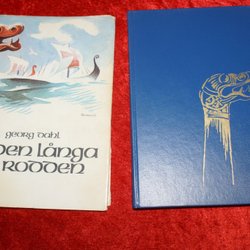 georg dahl
den långa
rodden